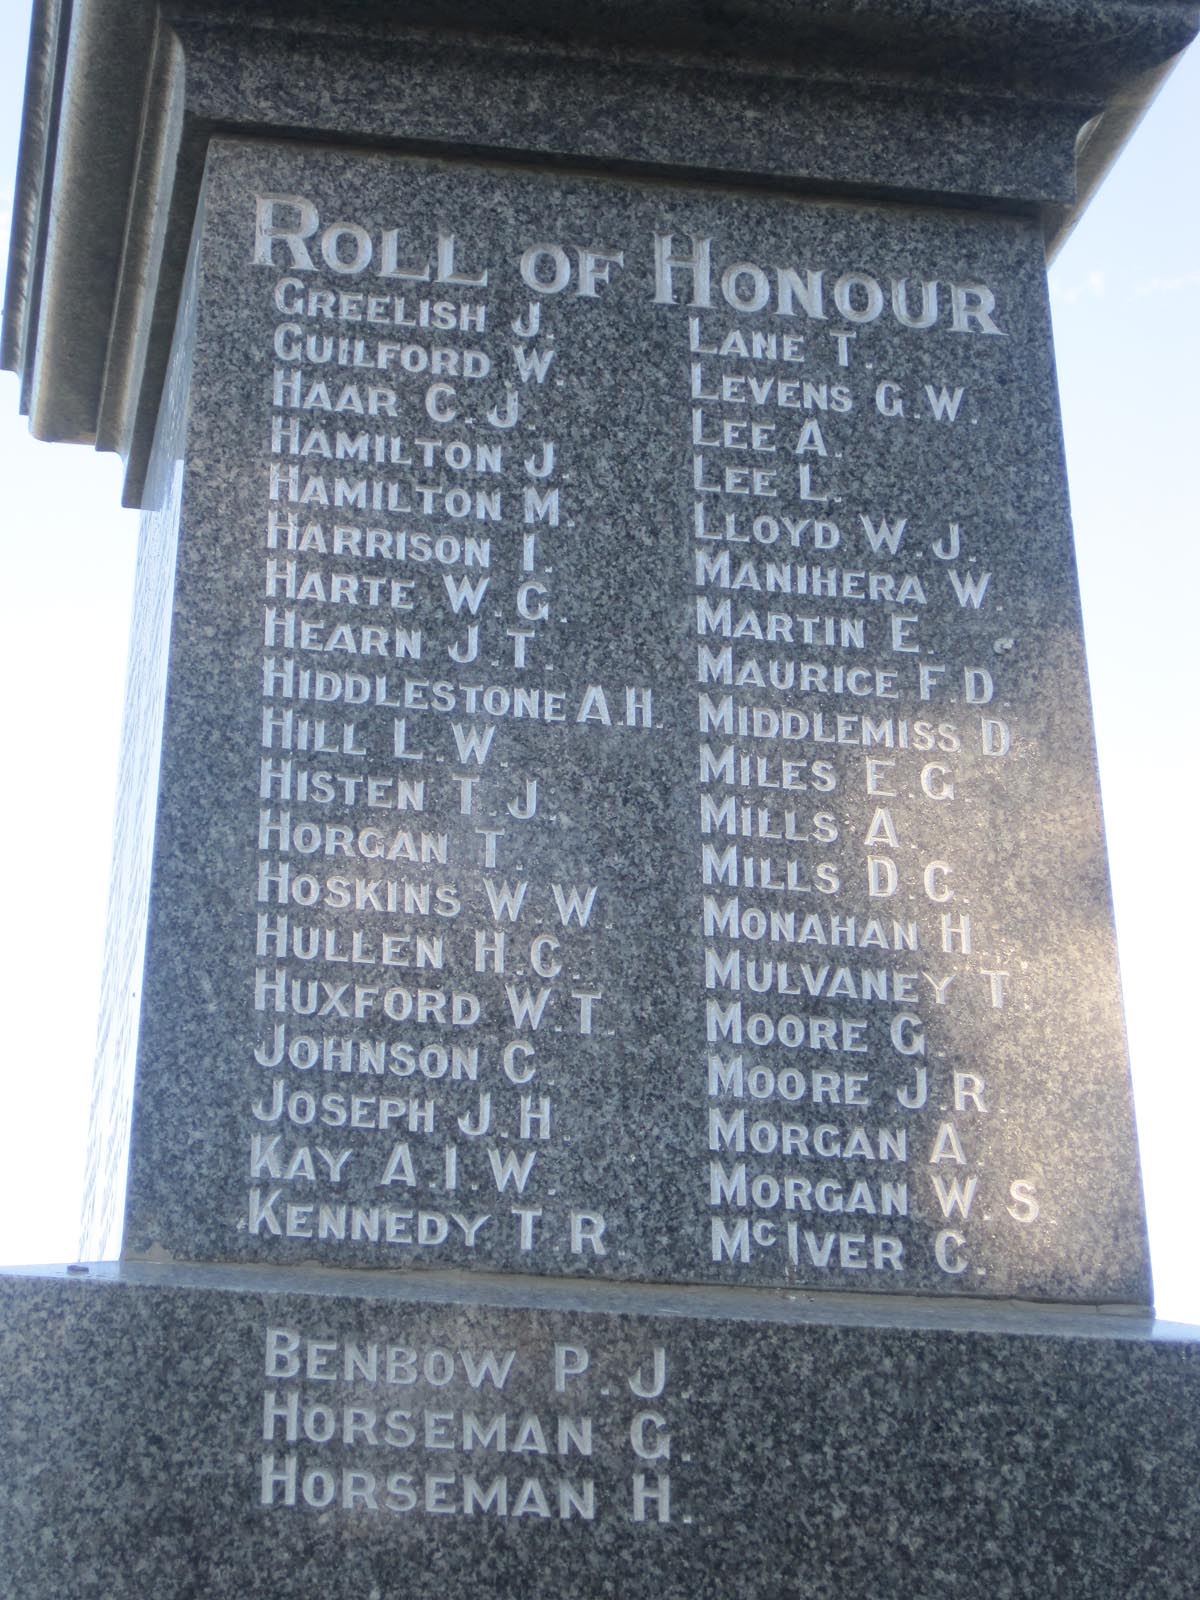 ROLL OF HONOUR
GREELISH J.
GUILFORD W.
HAAR C.J.
HAMILTON J.
HAMILTON M.
HARRISON I.
HARTE W.G.
HEARN J.T.
HIDDLESTONE A.H.
HILL L.W.
HISTEN T.J.
HORGAN T.
HOSKINS W.W.
HULLEN H.C.
HUXFORD W.T.
JOHNSON C.
JOSEPH J.H.
KAY A.I.W.
KENNEDY T R.
LANE T.
LEVENS G.W.
LEE A.
LEE L.
LLOYD W.J.
MANIHERA W.
MARTIN E.
MAURICE F.D.
MIDDLEMISS D.
MILES E.G.
MILLS A.
MILLS D.C.
MONAHAN H.
MULVANEY T.
MOORE G.
MOORE J.R.
MORGAN A.
MORGAN W.S.
McIVER C.
BENBOW P.J.
HORSEMAN G.
HORSEMAN H.